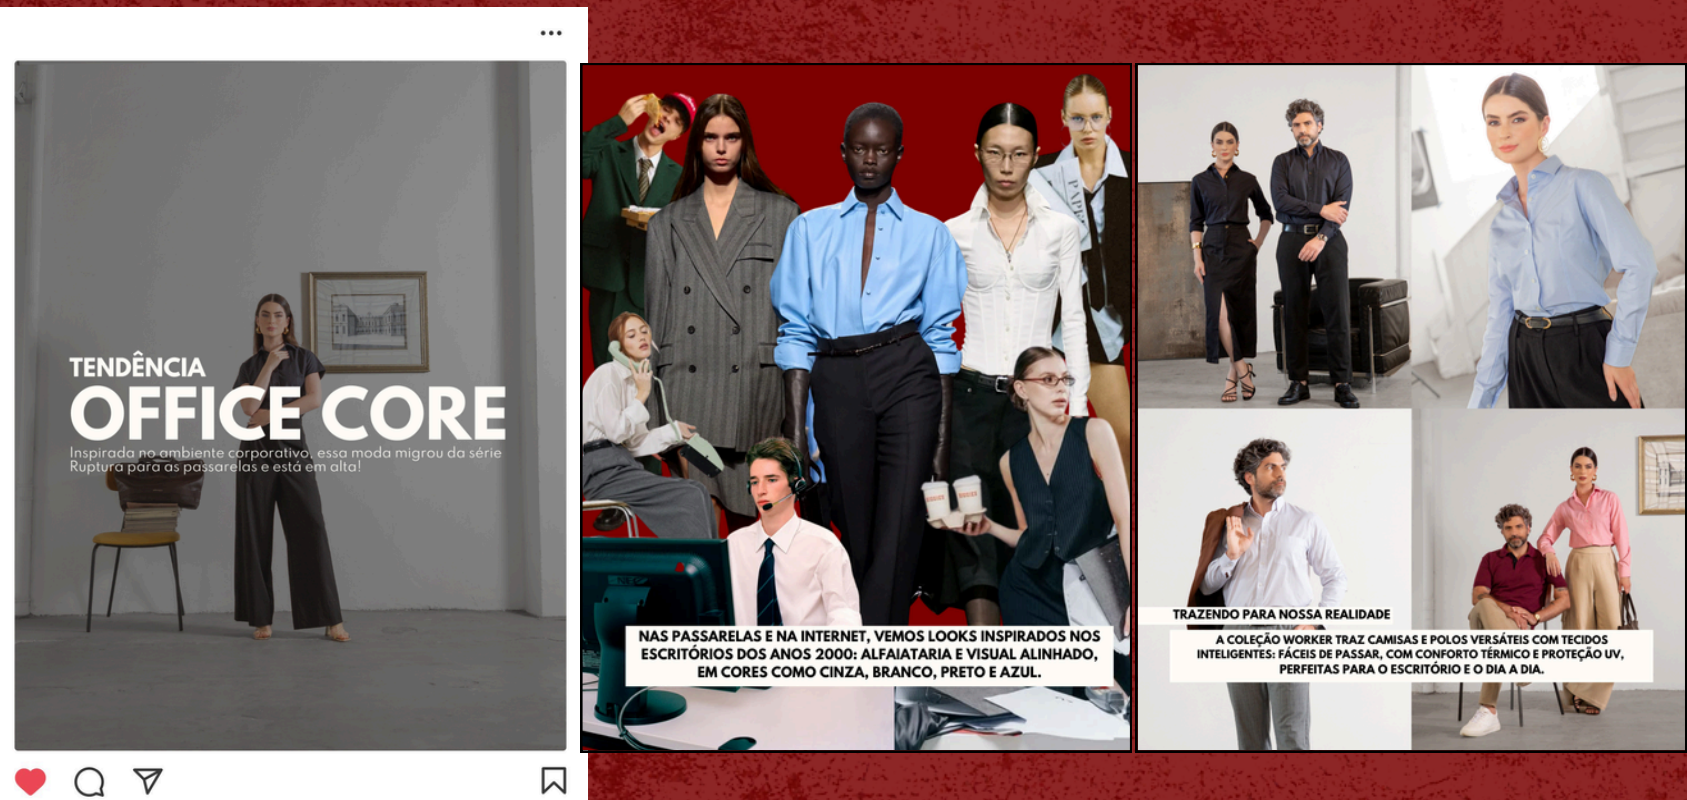 TENDÊNCIA
OFFICE CORE
Inspirada no ambiente corporativo, essa moda migrou da série
Ruptura para as passarelas e está em alta!
NAS PASSARELAS E NA INTERNET, VEMOS LOOKS INSPIRADOS NOS
ESCRITÓRIOS DOS ANOS 2000: ALFAIATARIA E VISUAL ALINHADO,
EM CORES COMO CINZA, BRANCO, PRETO E AZUL.
TRAZENDO PARA NOSSA REALIDADE
A COLEÇÃO WORKER TRAZ CAMISAS E POLOS VERSÁTEIS COM TECIDOS
INTELIGENTES: FÁCEIS DE PASSAR, COM CONFORTO TÉRMICO E PROTEÇÃO UV,
PERFEITAS PARA O ESCRITÓRIO E O DIA A DIA.